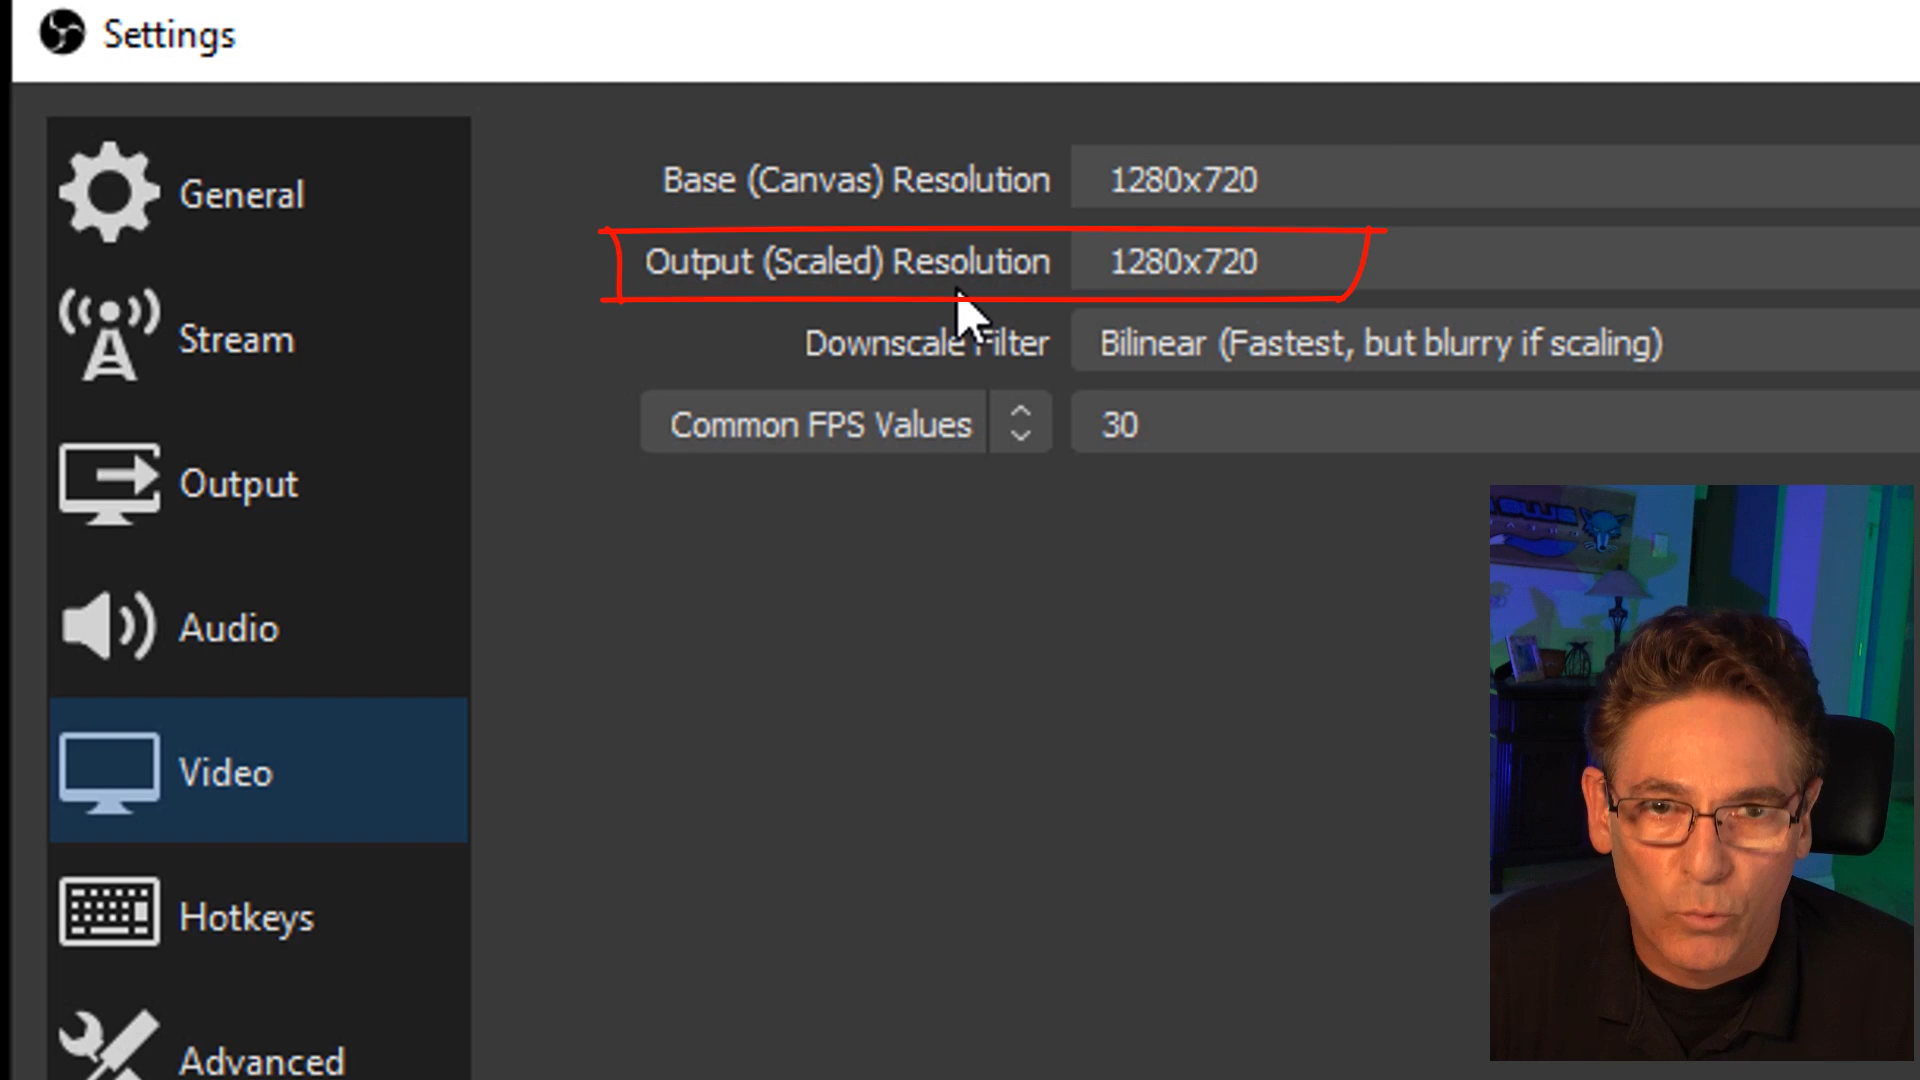 Settings
General
Stream
Output
Audio
Video
Hotkeys
Advanced
Base (Canvas) Resolution 1280x720
Output (Scaled) Resolution 1280x720
Downscale Filter Bilinear (Fastest, but blurry if scaling)
Common FPS Values 30